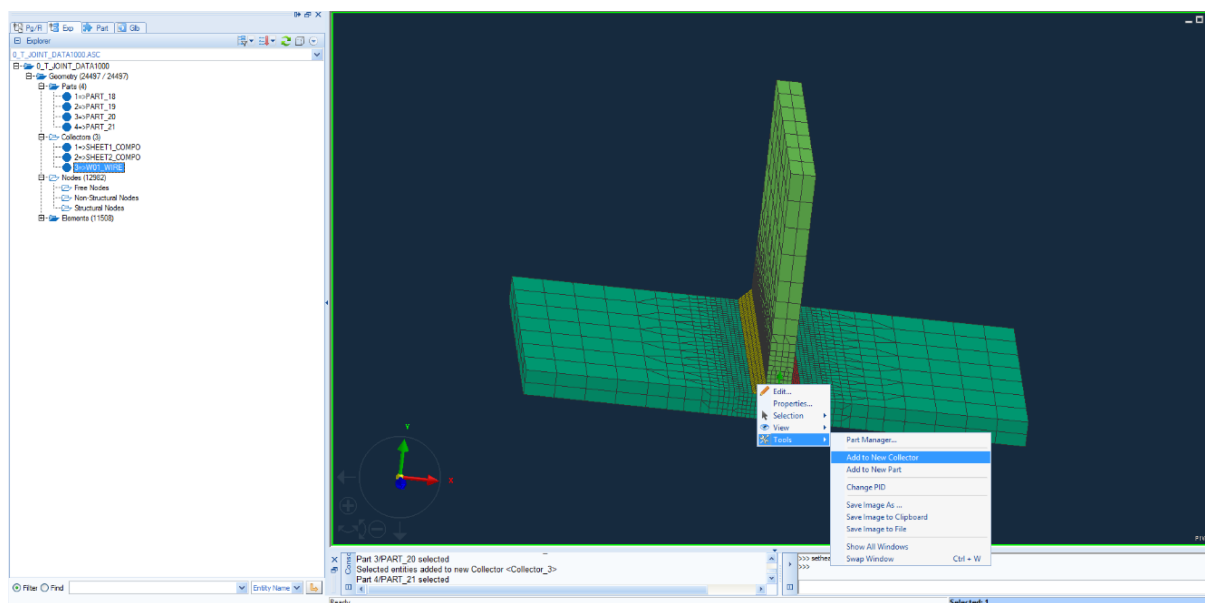 Pg/R Exp Part Glb
Explorer
0_T_JOINT_DATA1000.ASC
0_T_JOINT_DATA1000
Geometry (24497 / 24497)
Parts (4)
1=>PART_18
2=>PART_19
3=>PART_20
4=>PART_21
Collectors (3)
1=>SHEET1_COMPO
2=>SHEET2_COMPO
3=>W01_WIRE
Nodes (12982)
Free Nodes
Non-Structural Nodes
Structural Nodes
Elements (11508)
Filter Find
Entity Name
Y
X
Edit...
Properties...
Selection
View
Tools
Part Manager...
Add to New Collector
Add to New Part
Change PID
Save Image As ...
Save Image to Clipboard
Save Image to File
Show All Windows
Swap Window Ctrl + W
Part 3/PART_20 selected
Selected entities added to new Collector <Collector_3>
Part 4/PART_21 selected
>>>
Ready
Selected: 1